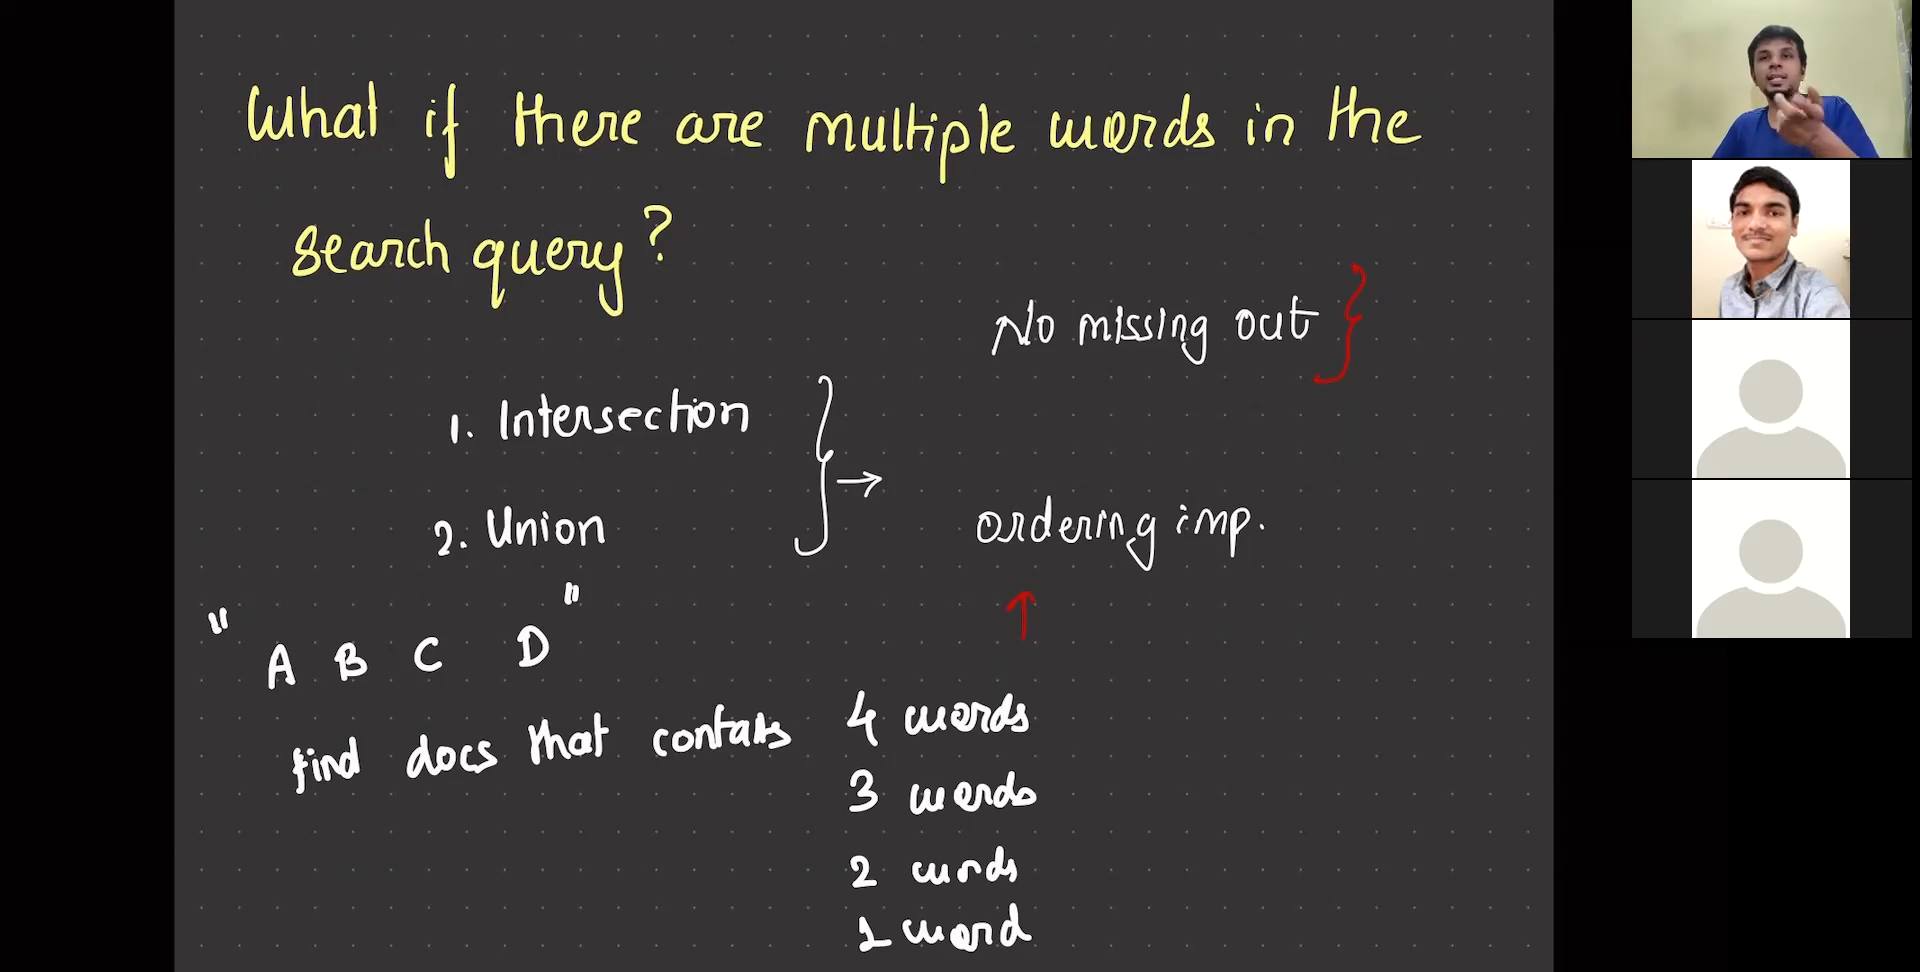 What if there are multiple words in the
search query?
No missing out
1. Intersection
2. Union
ordering imp.
" A B C D "
find docs that contains 4 words
3 words
2 words
1 word